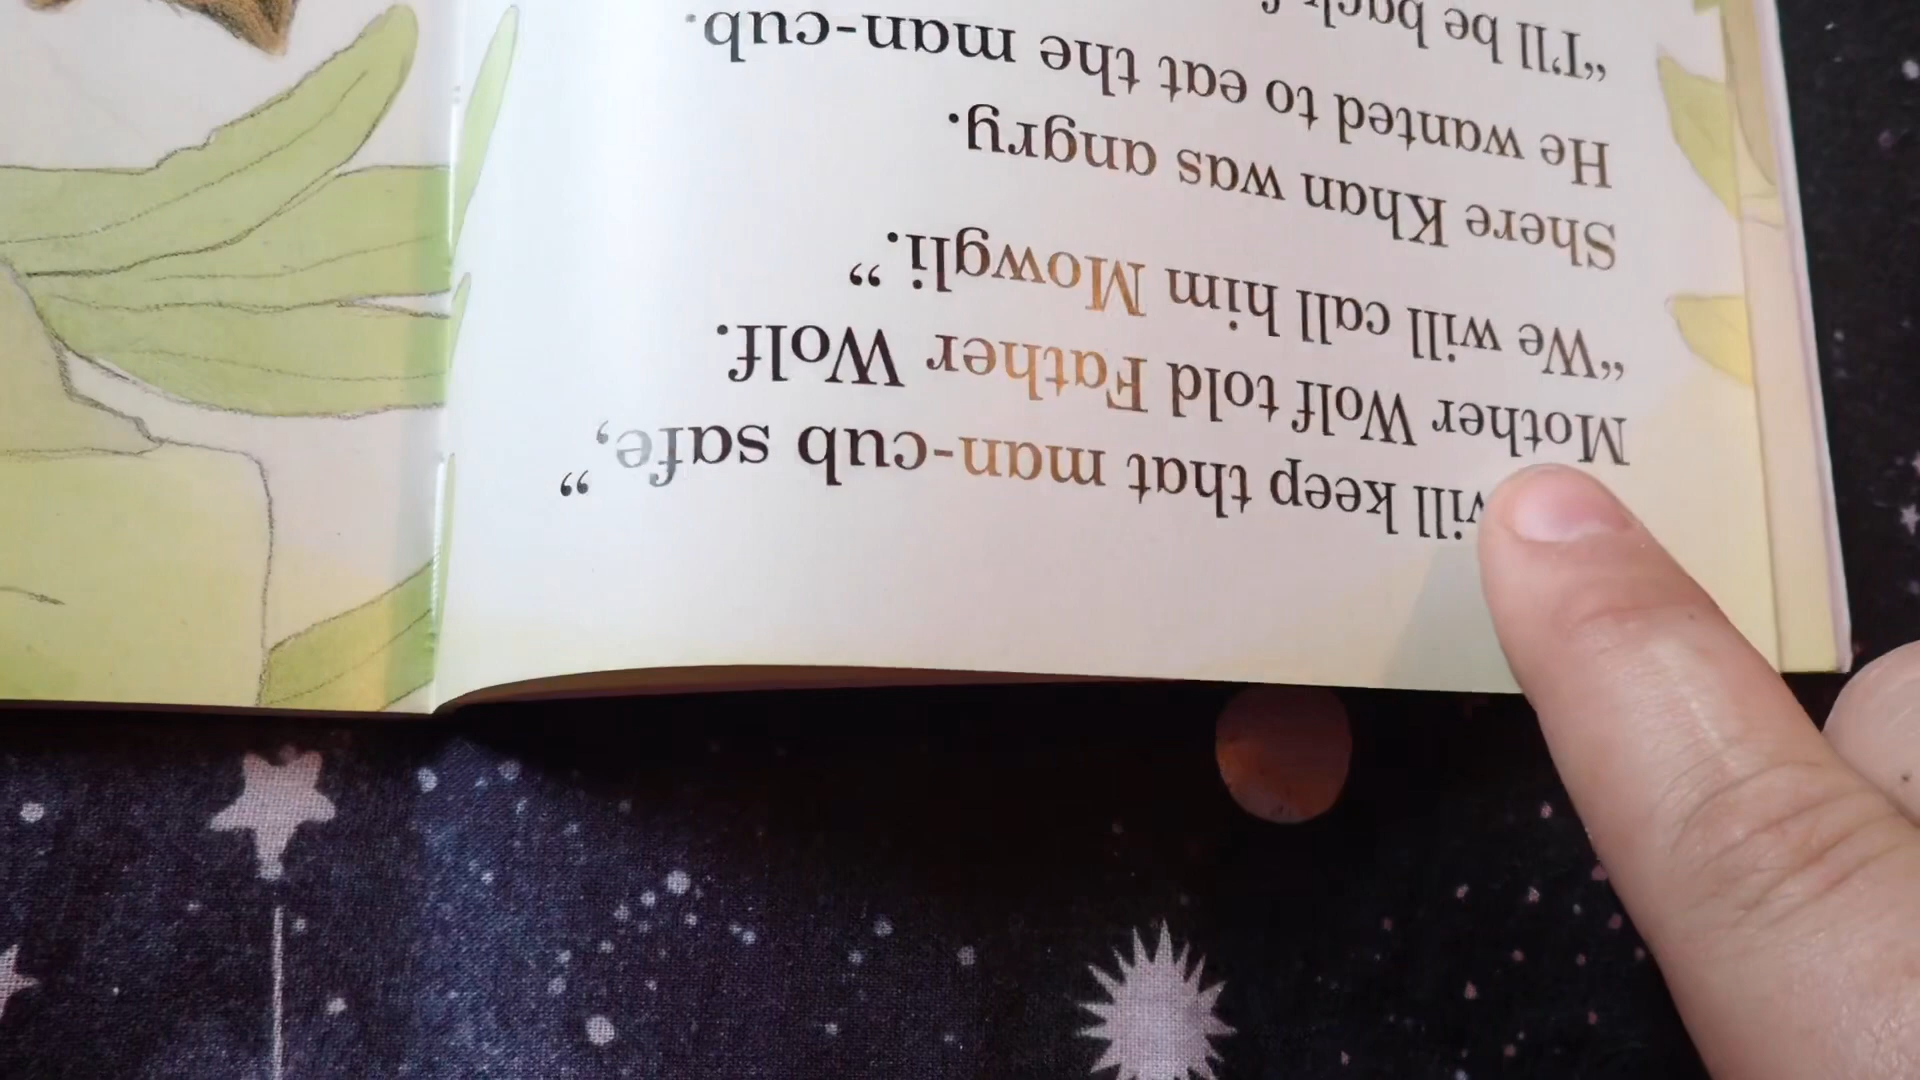 will keep that man-cub safe,”
Mother Wolf told Father Wolf.
“We will call him Mowgli.”
Shere Khan was angry.
He wanted to eat the man-cub.
“I'll be back